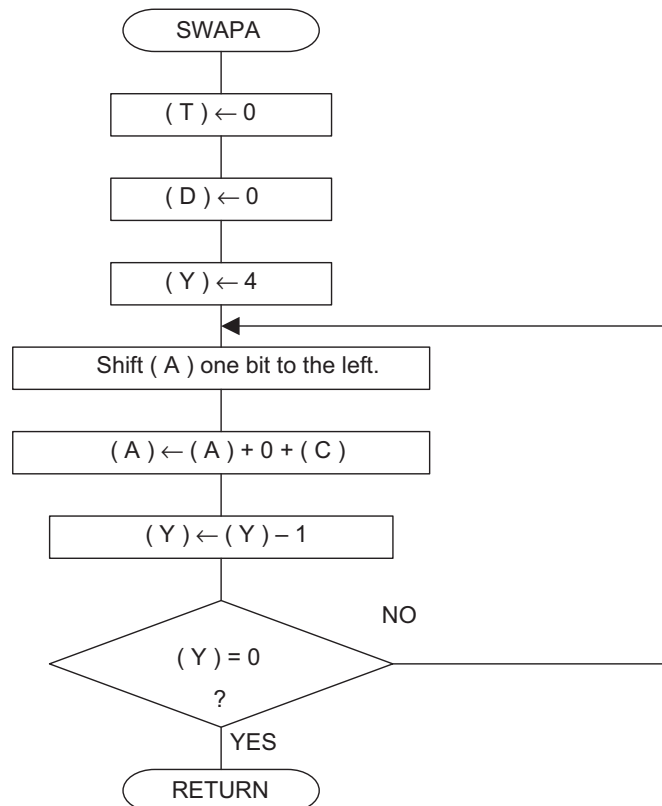 SWAPA
( T ) ← 0
( D ) ← 0
( Y ) ← 4
Shift ( A ) one bit to the left.
( A ) ← ( A ) + 0 + ( C )
( Y ) ← ( Y ) – 1
NO
( Y ) = 0
?
YES
RETURN